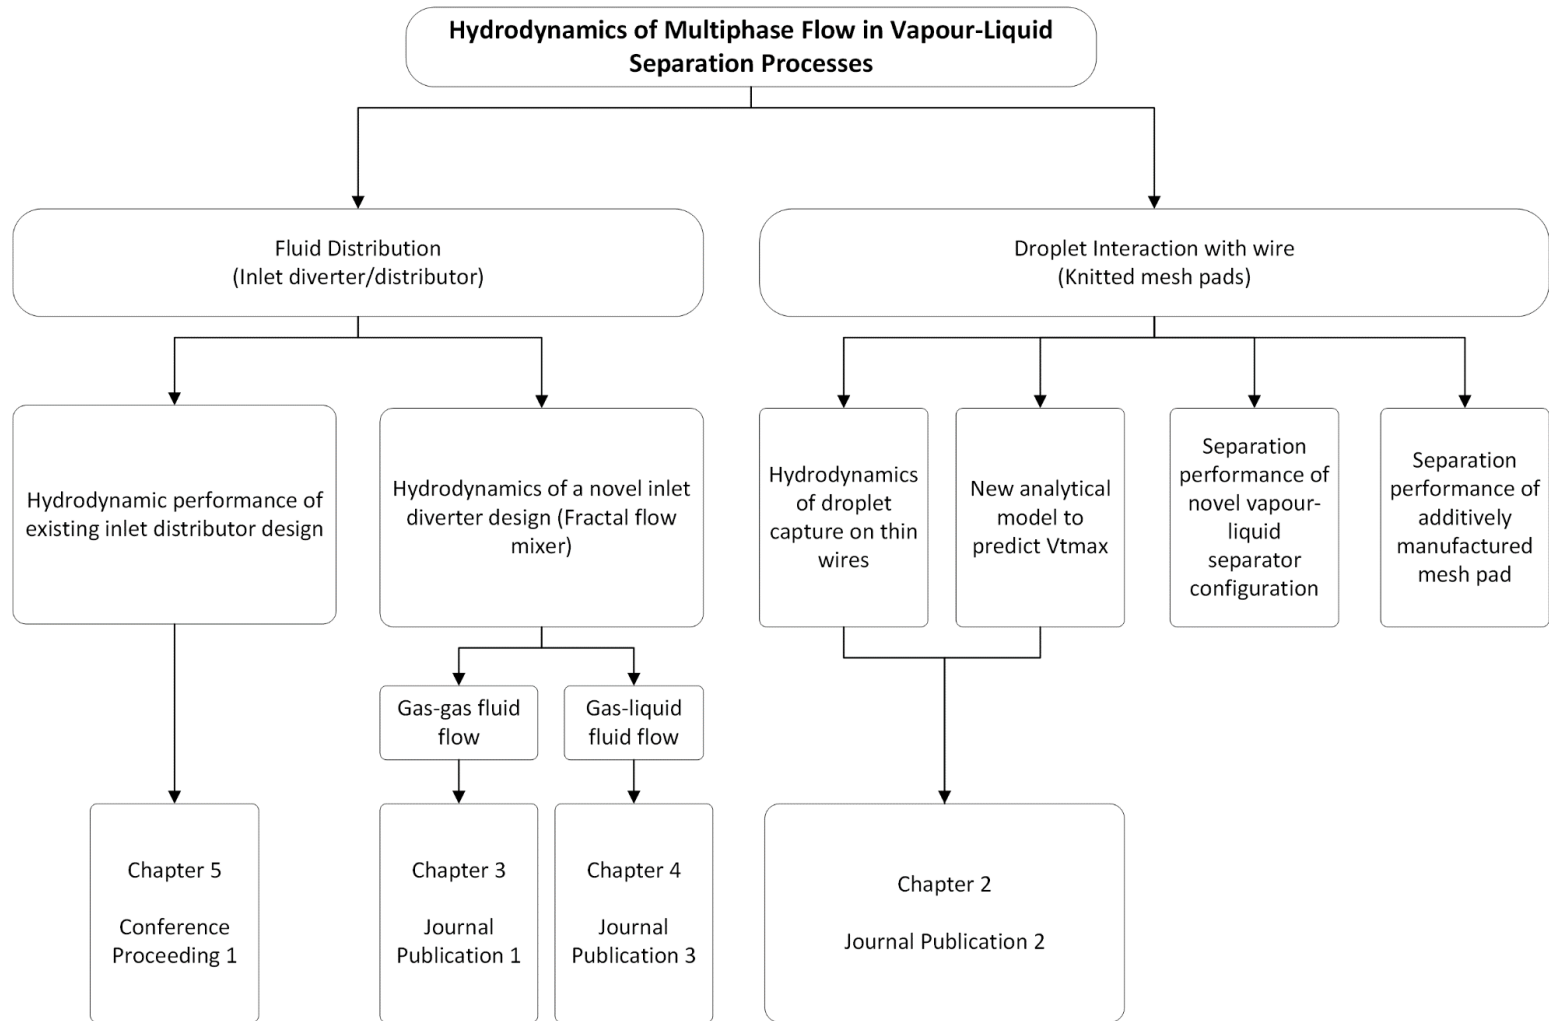 Hydrodynamics of Multiphase Flow in Vapour-Liquid
Separation Processes
Fluid Distribution
(Inlet diverter/distributor)
Droplet Interaction with wire
(Knitted mesh pads)
Hydrodynamic performance of
existing inlet distributor design
Hydrodynamics of a novel inlet
diverter design (Fractal flow
mixer)
Hydrodynamics
of droplet
capture on thin
wires
New analytical
model to
predict Vtmax
Separation
performance of
novel vapour-
liquid
separator
configuration
Separation
performance of
additively
manufactured
mesh pad
Gas-gas fluid
flow
Gas-liquid
fluid flow
Chapter 5
Conference
Proceeding 1
Chapter 3
Journal
Publication 1
Chapter 4
Journal
Publication 3
Chapter 2
Journal Publication 2